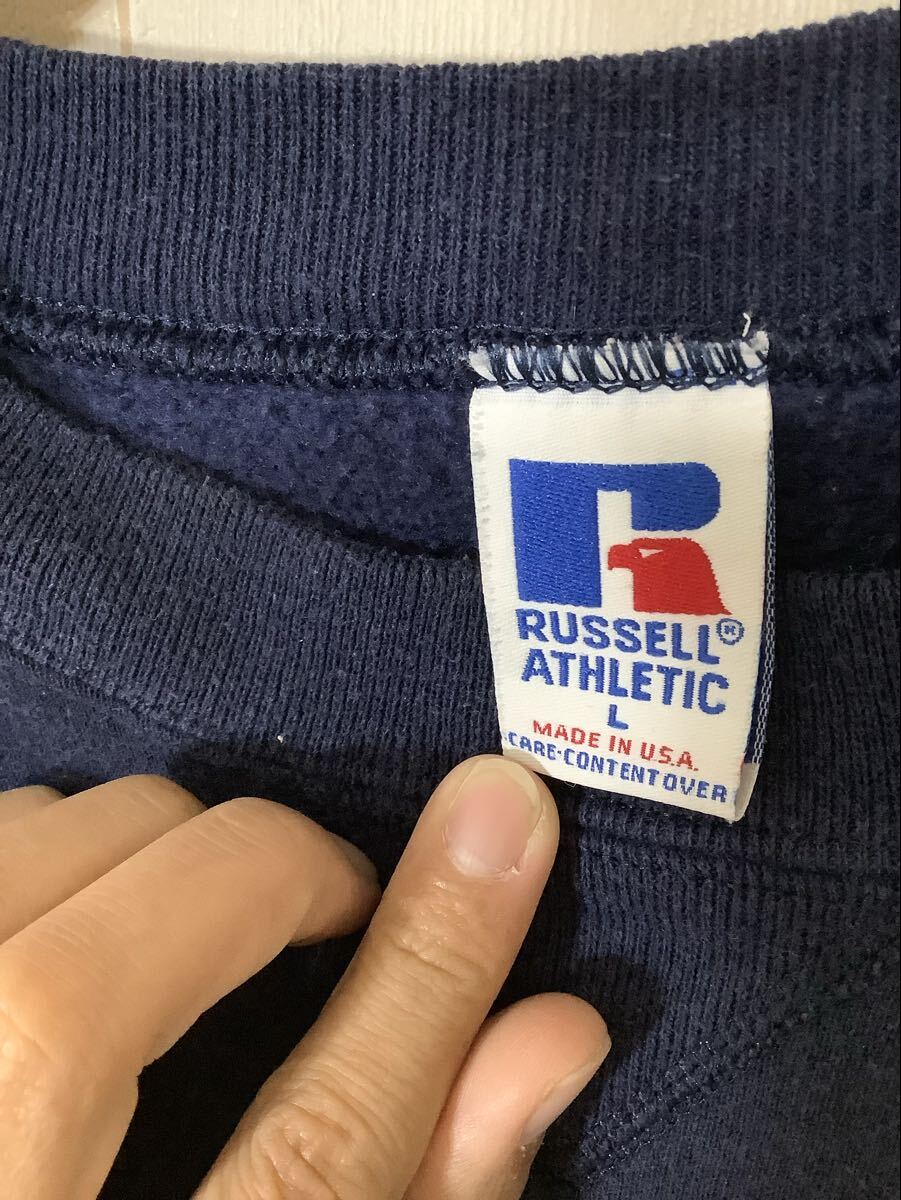 R
RUSSELL®
ATHLETIC
L
MADE IN U.S.A.
CARE·CONTENT OVER